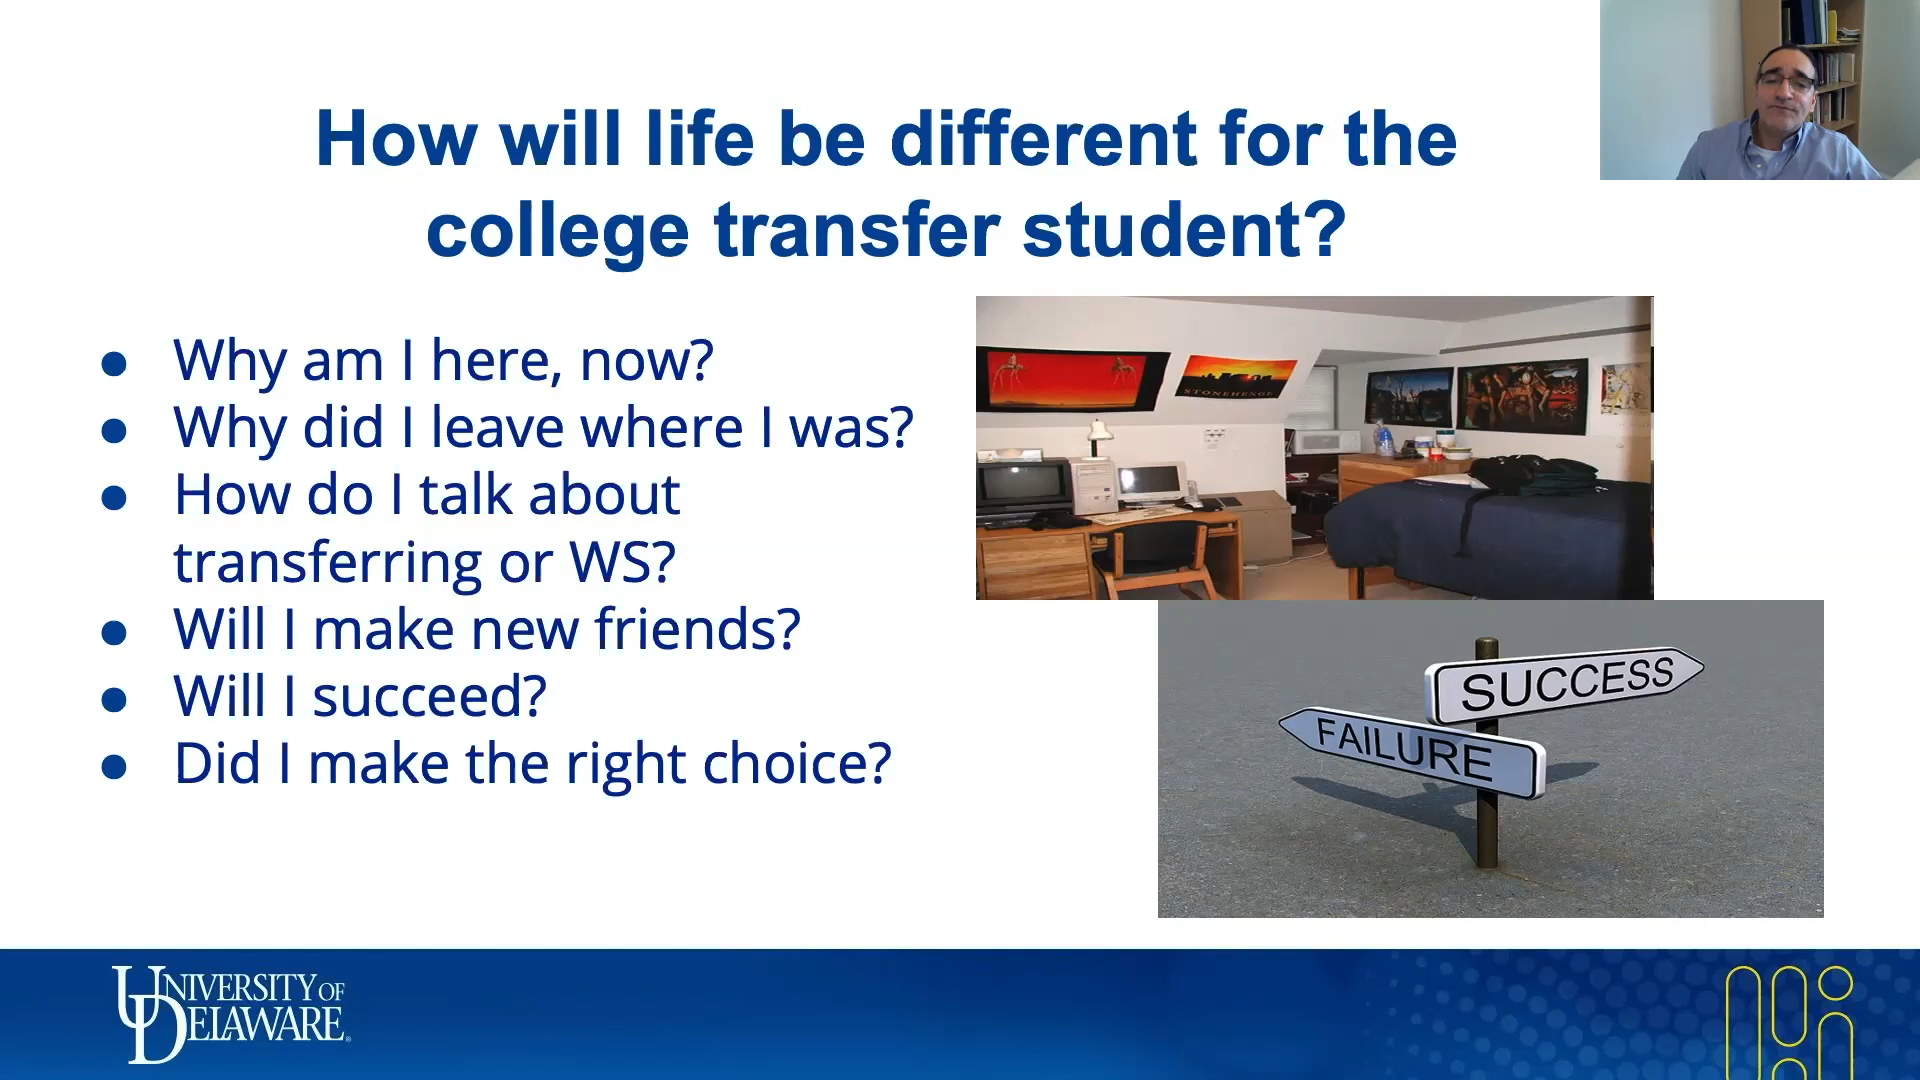 How will life be different for the
college transfer student?
● Why am I here, now?
● Why did I leave where I was?
● How do I talk about
transferring or WS?
● Will I make new friends?
● Will I succeed?
● Did I make the right choice?
STONEHENGE
SUCCESS
FAILURE
UNIVERSITY OF
DELAWARE®